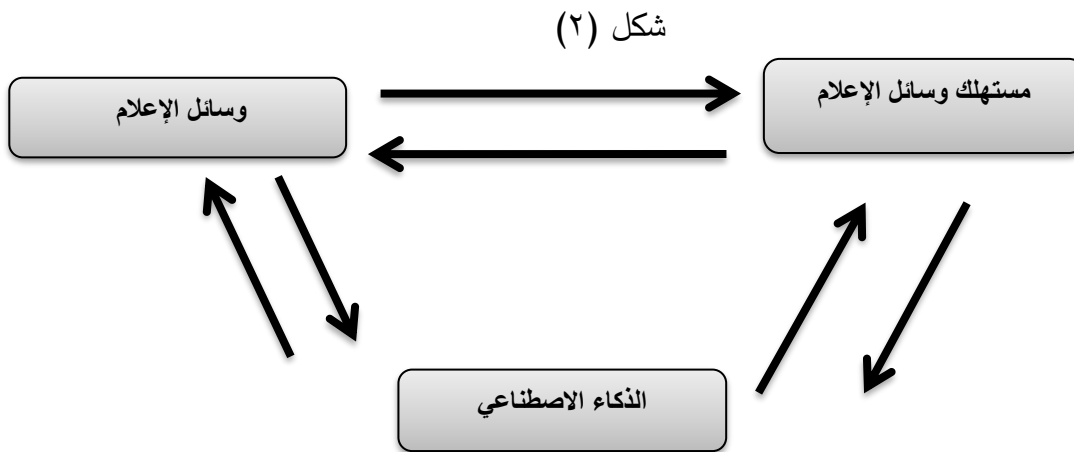 شكل (٢)
مستهلك وسائل الإعلام
وسائل الإعلام
الذكاء الاصطناعي